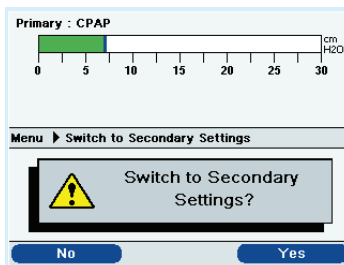 Primary : CPAP
cm
H2O
0 5 10 15 20 25 30
Menu ▶ Switch to Secondary Settings
Switch to Secondary
Settings?
No Yes